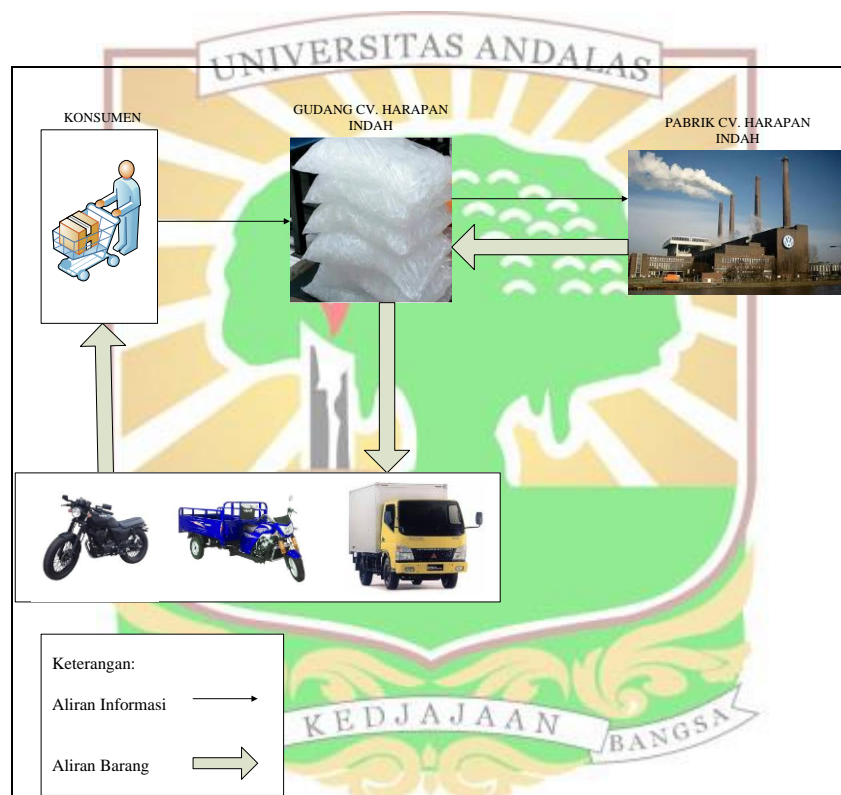 UNIVERSITAS ANDALAS
KONSUMEN
GUDANG CV. HARAPAN
INDAH
PABRIK CV. HARAPAN
INDAH
Keterangan:
Aliran Informasi
Aliran Barang
KEDJAJAAN
BANGSA